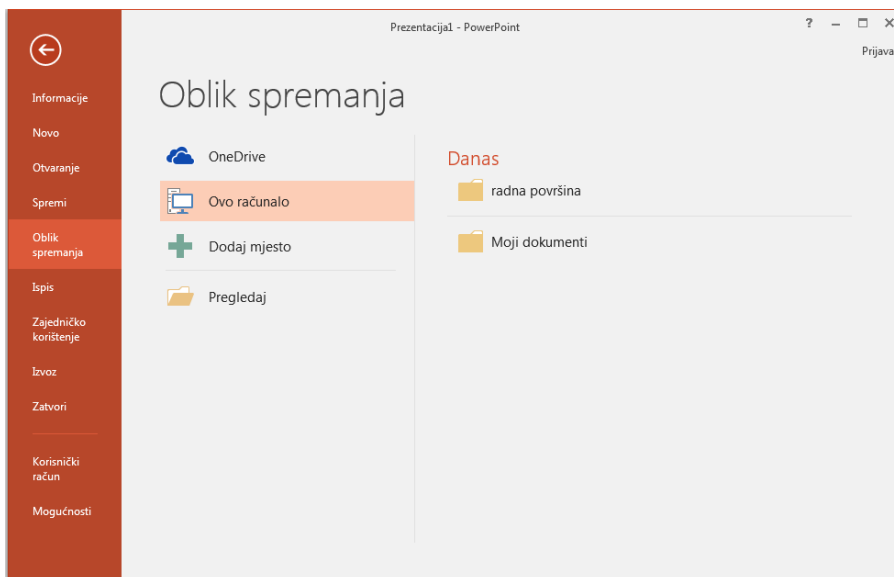 Prezentacija1 - PowerPoint
?
Prijava
Informacije
Novo
Otvaranje
Spremi
Oblik
spremanja
Ispis
Zajedničko
korištenje
Izvoz
Zatvori
Korisnički
račun
Mogućnosti
Oblik spremanja
OneDrive
Ovo računalo
Dodaj mjesto
Pregledaj
Danas
radna površina
Moji dokumenti